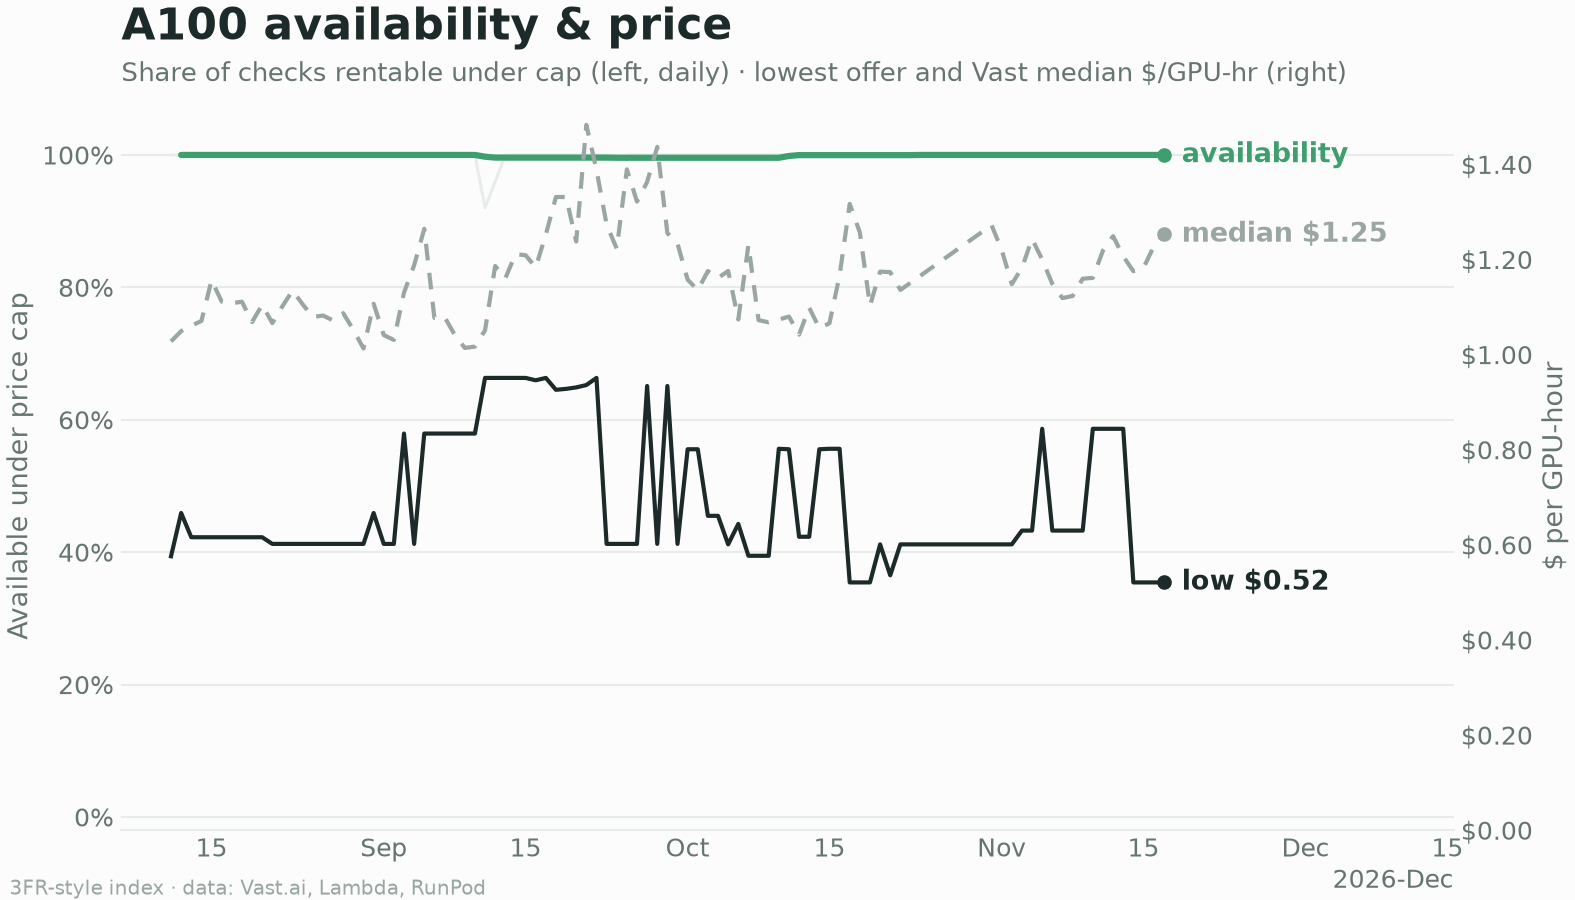 A100 availability & price
Share of checks rentable under cap (left, daily) · lowest offer and Vast median $/GPU-hr (right)
Available under price cap
100%
80%
60%
40%
20%
0%
availability
median $1.25
low $0.52
$1.40
$1.20
$1.00
$0.80
$0.60
$0.40
$0.20
$0.00
$ per GPU-hour
15 Sep 15 Oct 15 Nov 15 Dec 15
2026-Dec
3FR-style index · data: Vast.ai, Lambda, RunPod